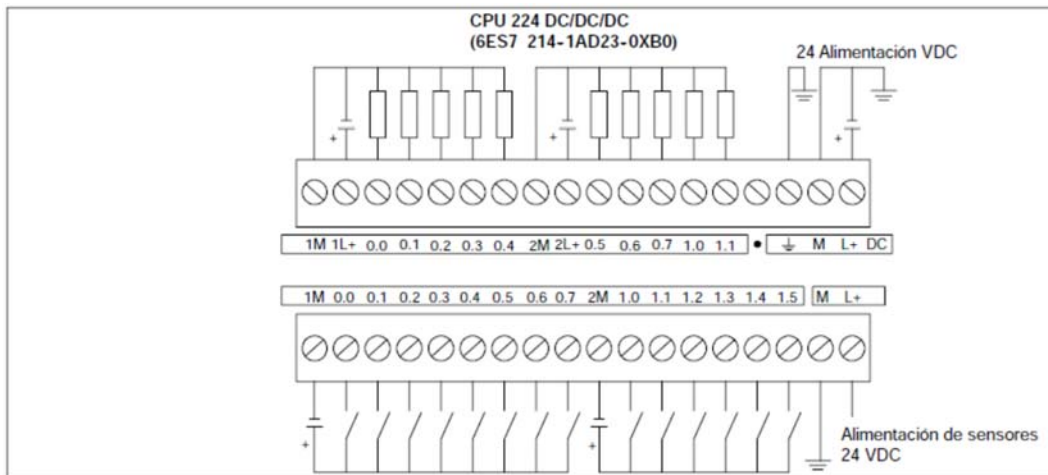 CPU 224 DC/DC/DC
(6ES7 214-1AD23-0XB0)
24 Alimentación VDC
+ + +
1M 1L+ 0.0 0.1 0.2 0.3 0.4 2M 2L+ 0.5 0.6 0.7 1.0 1.1 • ⏚ M L+ DC
1M 0.0 0.1 0.2 0.3 0.4 0.5 0.6 0.7 2M 1.0 1.1 1.2 1.3 1.4 1.5 M L+
+ +
Alimentación de sensores
24 VDC